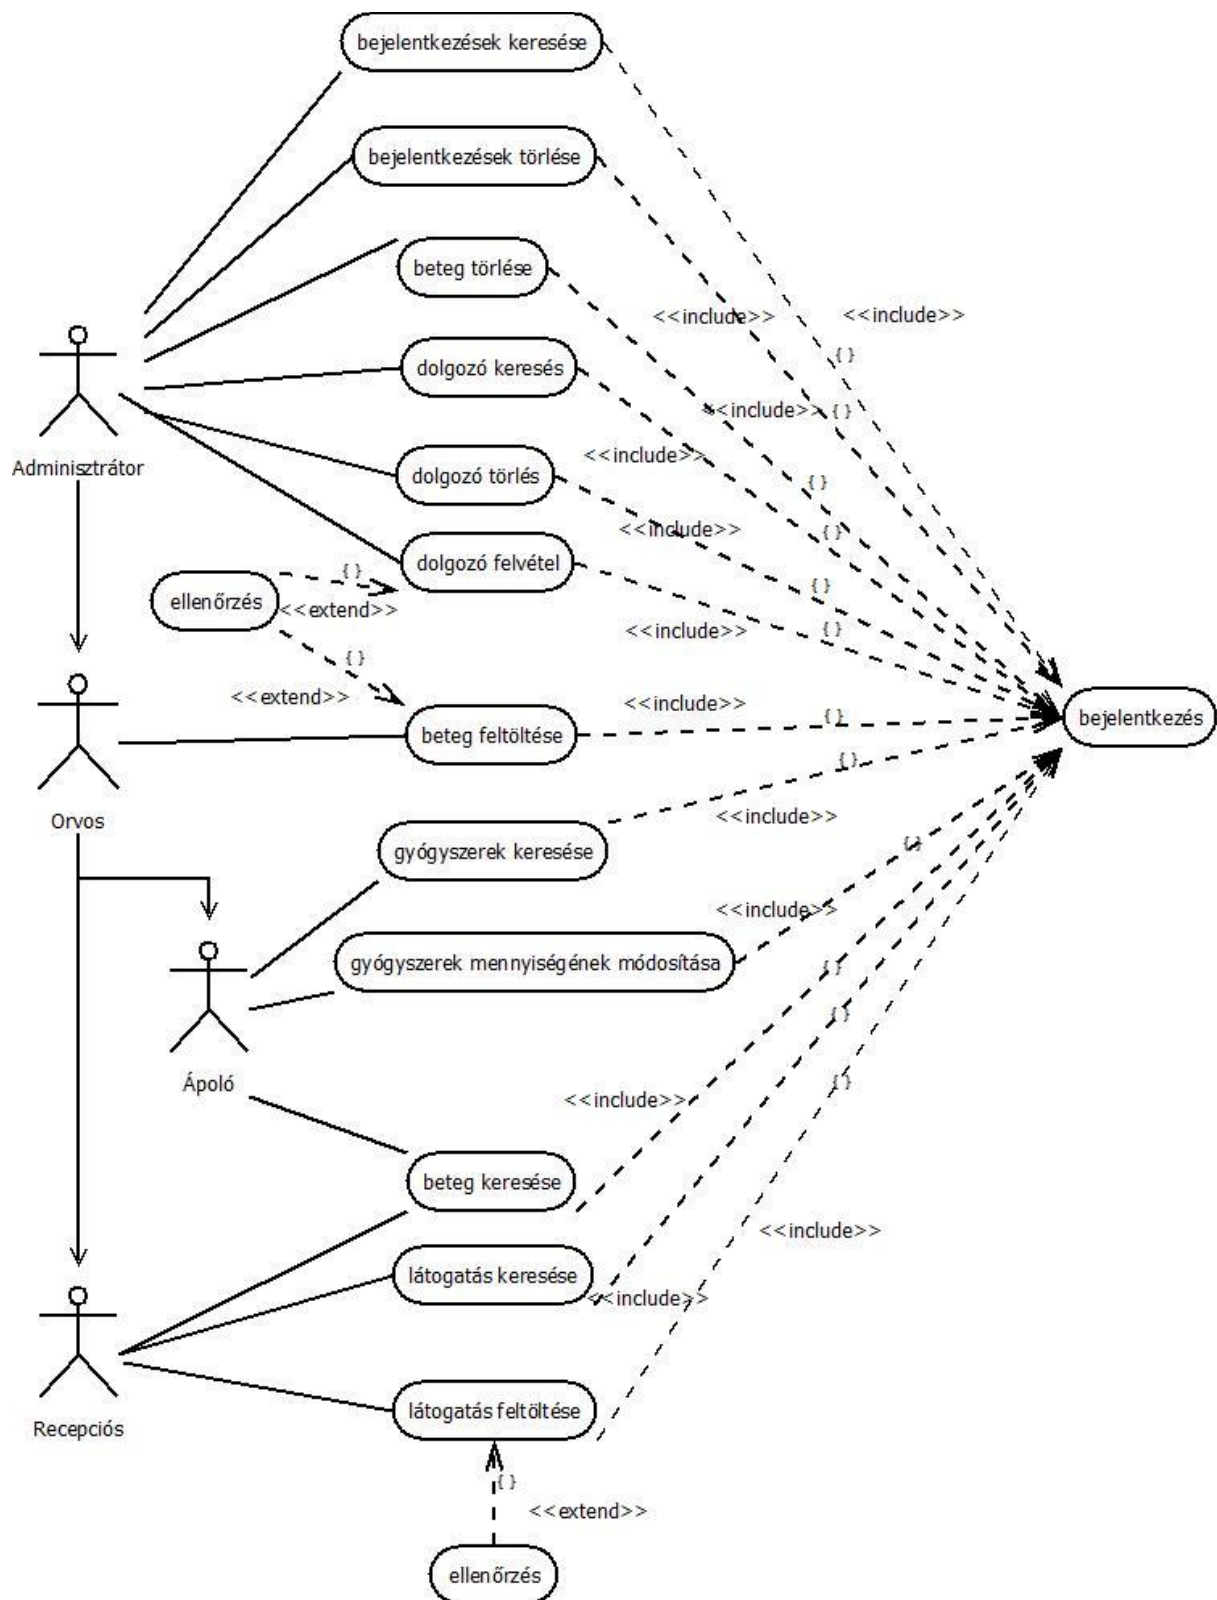 bejelentkezések keresése
bejelentkezések törlése
beteg törlése
<<include>> <<include>>
{ }
dolgozó keresés
<<include>> { }
<<include>>
dolgozó törlés
{ }
<<include>>
{ }
dolgozó felvétel
Adminisztrátor
{ }
{ }
ellenőrzés
<<extend>>
<<include>>
{ }
{ }
<<extend>>
<<include>>
{ }
bejelentkezés
beteg feltöltése
{ }
Orvos
<<include>>
gyógyszerek keresése
{ }
<<include>>
gyógyszerek mennyiségének módosítása
{ }
{ }
Ápoló
{ }
<<include>>
beteg keresése
<<include>>
látogatás keresése
<<include>>
látogatás feltöltése
Recepciós
{ }
<<extend>>
ellenőrzés